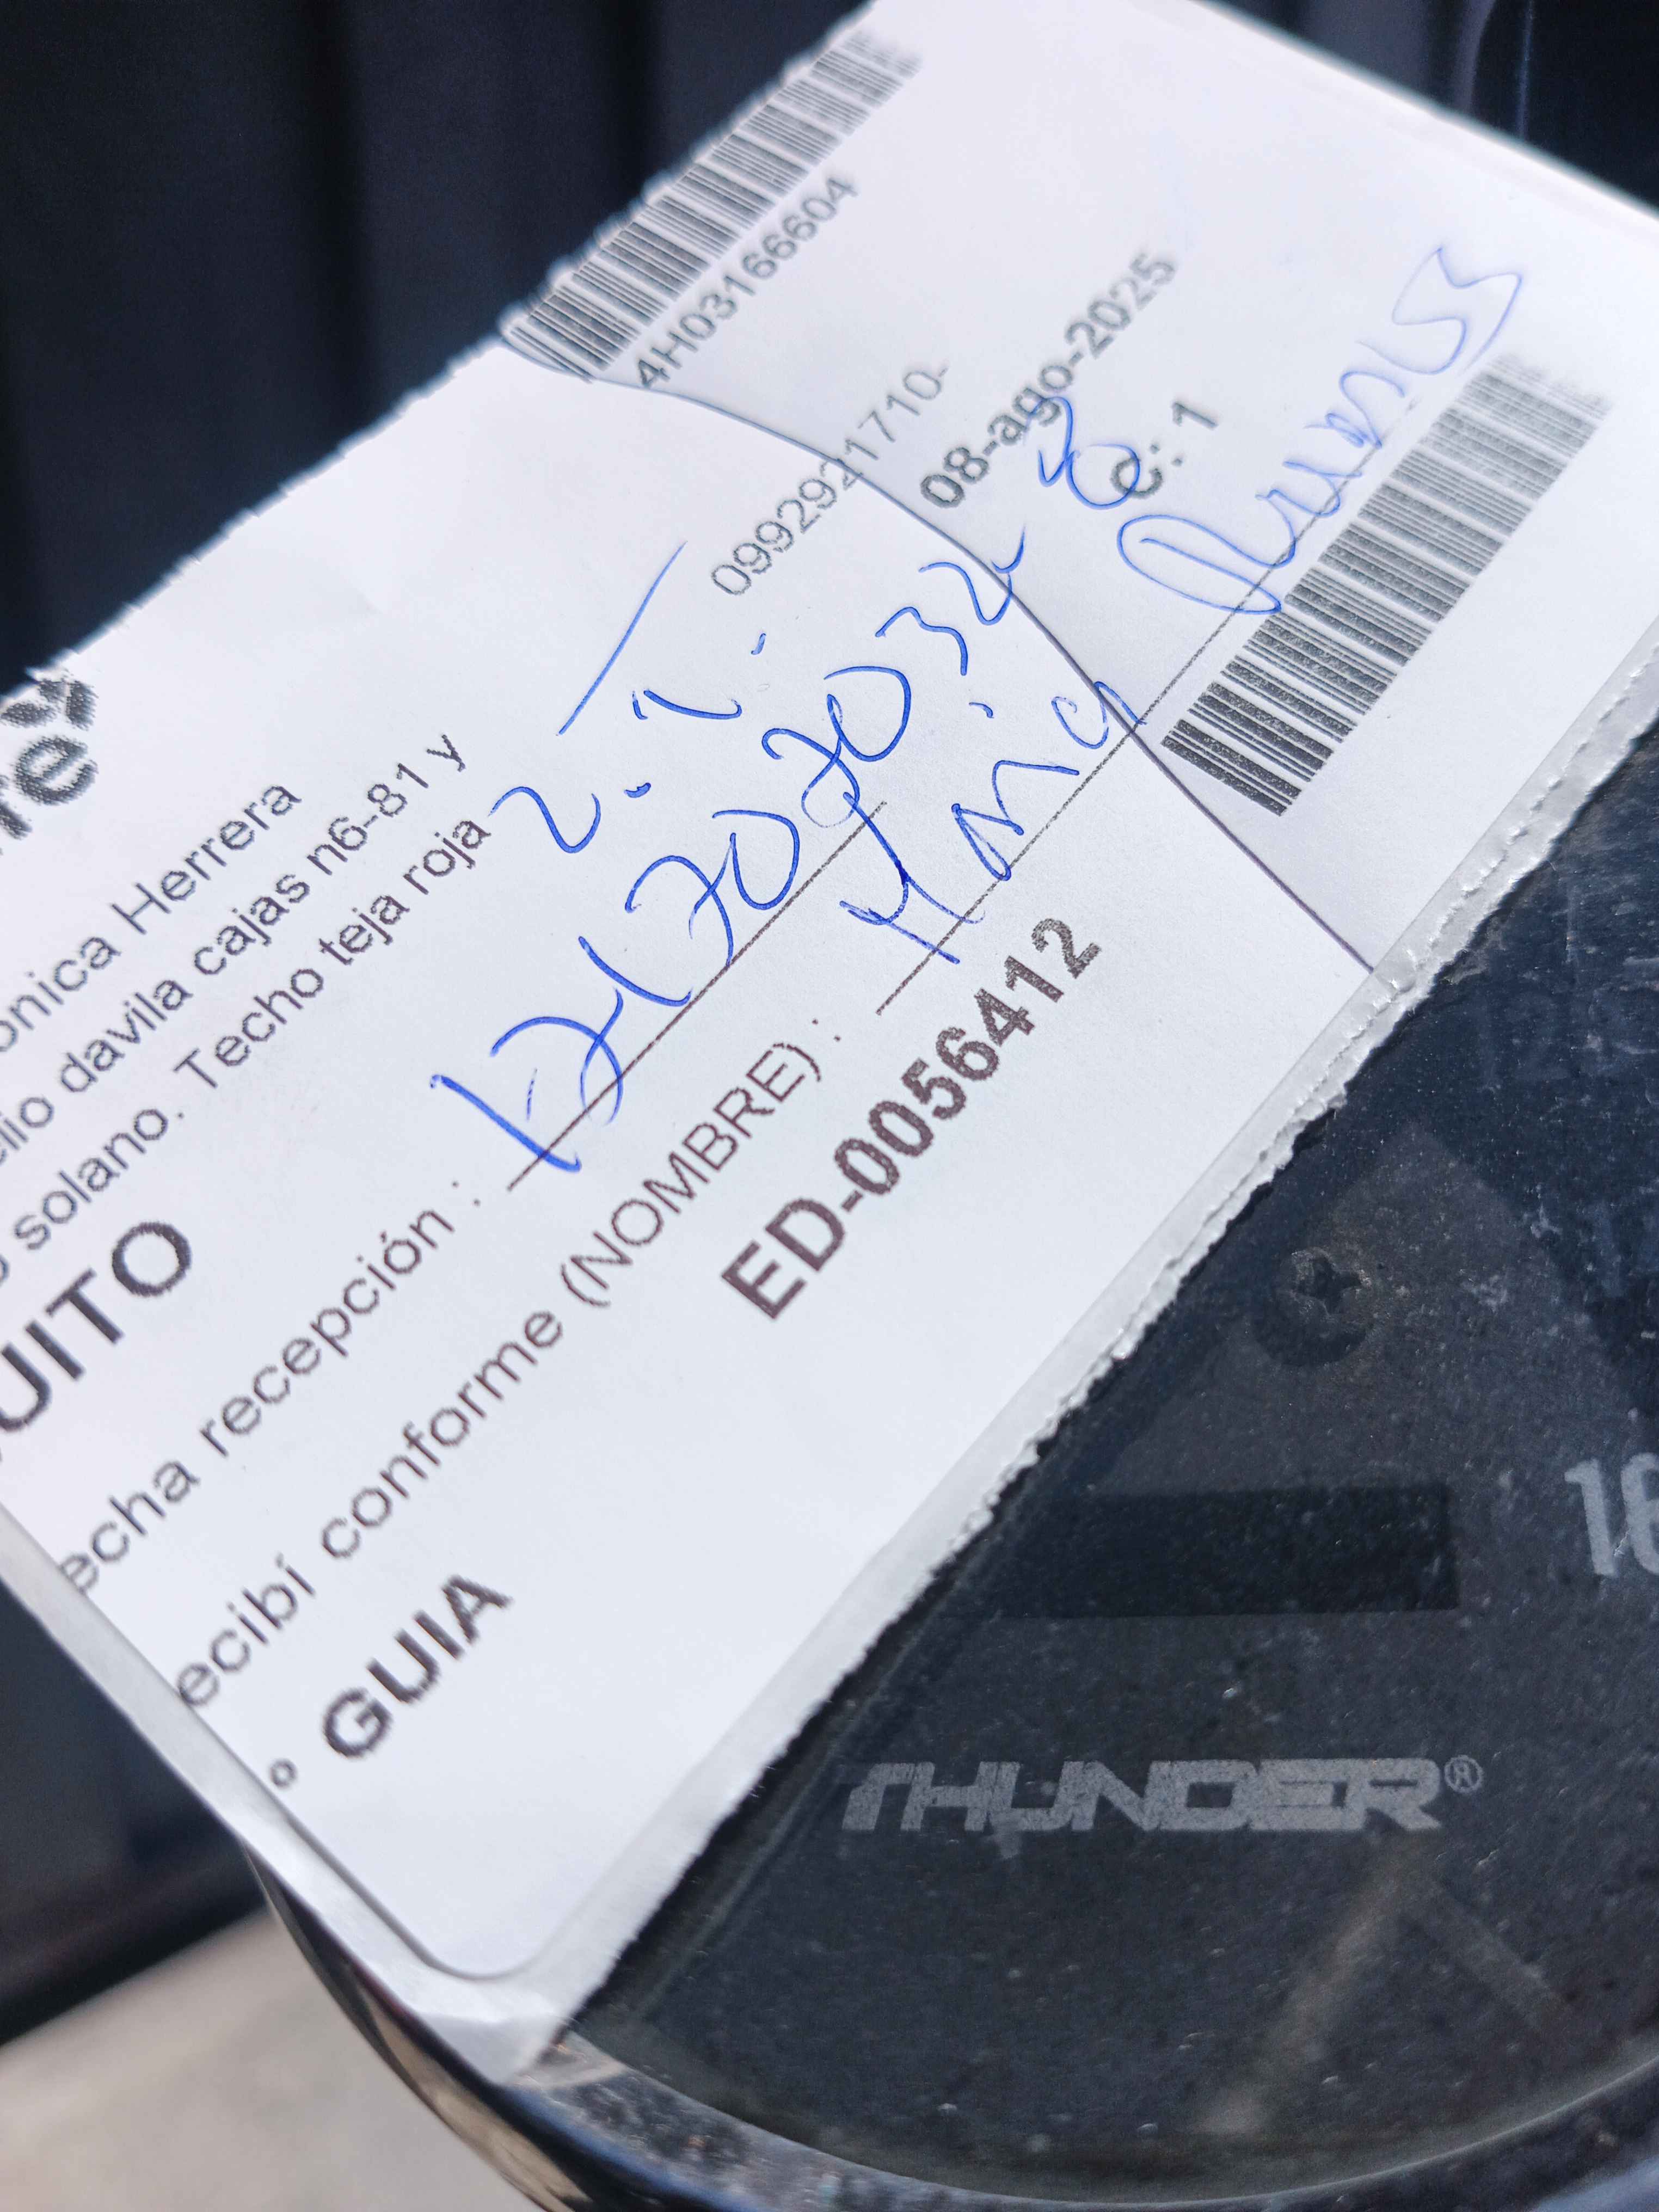 4H03166604
onica Herrera
0992921710-
lio davila cajas n6-81 y
08-ago-2025
solano. Techo teja roja
UITO
: 1
echa recepción :
ecibí conforme (NOMBRE) : Maria
° GUIA ED-0056412
THUNDER®